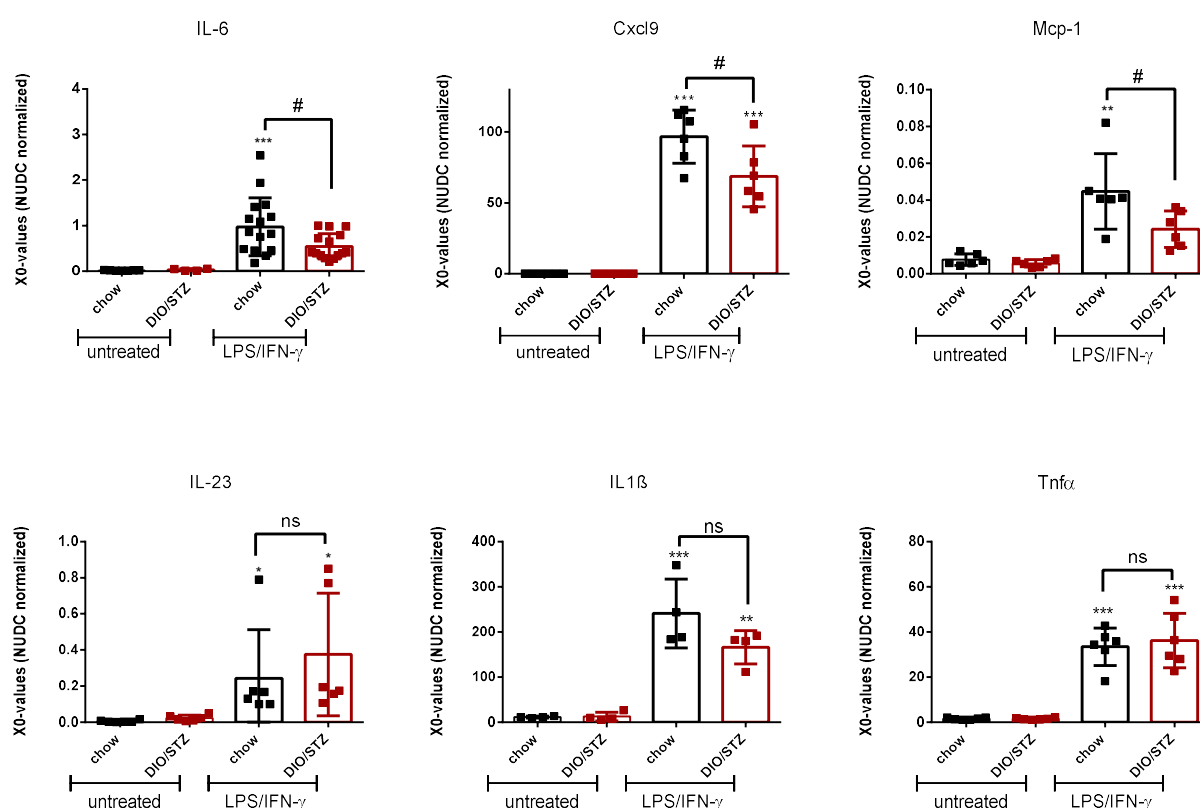 IL-6
X0-values (NUDC normalized)
4
3
2
1
0
***
#
chow
DIO/STZ
chow
DIO/STZ
untreated
LPS/IFN-γ
Cxcl9
X0-values (NUDC normalized)
100
50
0
***
#
***
chow
DIO/STZ
chow
DIO/STZ
untreated
LPS/IFN-γ
Mcp-1
X0-values (NUDC normalized)
0.10
0.08
0.06
0.04
0.02
0.00
**
#
chow
DIO/STZ
chow
DIO/STZ
untreated
LPS/IFN-γ
IL-23
X0-values (NUDC normalized)
1.0
0.8
0.6
0.4
0.2
0.0
*
ns
*
chow
DIO/STZ
chow
DIO/STZ
untreated
LPS/IFN-γ
IL1ß
X0-values (NUDC normalized)
400
300
200
100
0
***
ns
**
chow
DIO/STZ
chow
DIO/STZ
untreated
LPS/IFN-γ
Tnfα
X0-values (NUDC normalized)
80
60
40
20
0
***
ns
***
chow
DIO/STZ
chow
DIO/STZ
untreated
LPS/IFN-γ